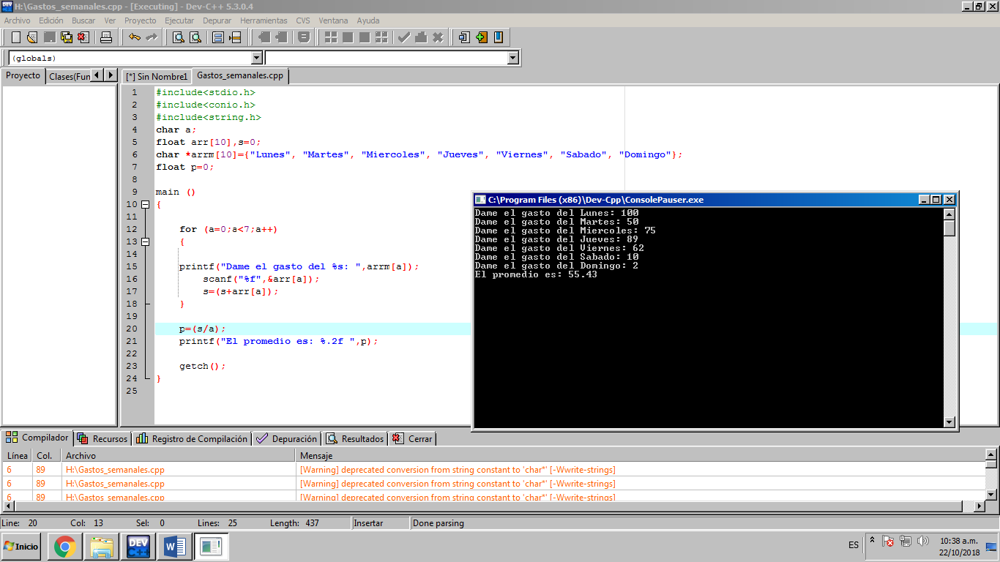 H:\Gastos_semanales.cpp - [Executing] - Dev-C++ 5.3.0.4
Archivo Edición Buscar Ver Proyecto Ejecutar Depurar Herramientas CVS Ventana Ayuda
(globals)
Proyecto Clases(Fun [*] Sin Nombre1 Gastos_semanales.cpp
1 #include<stdio.h>
2 #include<conio.h>
3 #include<string.h>
4 char a;
5 float arr[10],s=0;
6 char *arrm[10]={"Lunes", "Martes", "Miercoles", "Jueves", "Viernes", "Sabado", "Domingo"};
7 float p=0;
8
9 main ()
10 {
11
12 for (a=0;a<7;a++)
13 {
14
15 printf("Dame el gasto del %s: ",arrm[a]);
16 scanf("%f",&arr[a]);
17 s=(s+arr[a]);
18 }
19
20 p=(s/a);
21 printf("El promedio es: %.2f ",p);
22
23 getch();
24 }
25
C:\Program Files (x86)\Dev-Cpp\ConsolePauser.exe
Dame el gasto del Lunes: 100
Dame el gasto del Martes: 50
Dame el gasto del Miercoles: 75
Dame el gasto del Jueves: 89
Dame el gasto del Viernes: 62
Dame el gasto del Sabado: 10
Dame el gasto del Domingo: 2
El promedio es: 55.43
Compilador Recursos Registro de Compilación Depuración Resultados Cerrar
Línea Col. Archivo Mensaje
6 89 H:\Gastos_semanales.cpp [Warning] deprecated conversion from string constant to 'char*' [-Wwrite-strings]
6 89 H:\Gastos_semanales.cpp [Warning] deprecated conversion from string constant to 'char*' [-Wwrite-strings]
6 89 H:\Gastos_semanales.cpp [Warning] deprecated conversion from string constant to 'char*' [-Wwrite-strings]
Line: 20 Col: 13 Sel: 0 Lines: 25 Length: 437 Insertar Done parsing
Inicio DEV C++ W ES 10:38 a.m.
22/10/2018